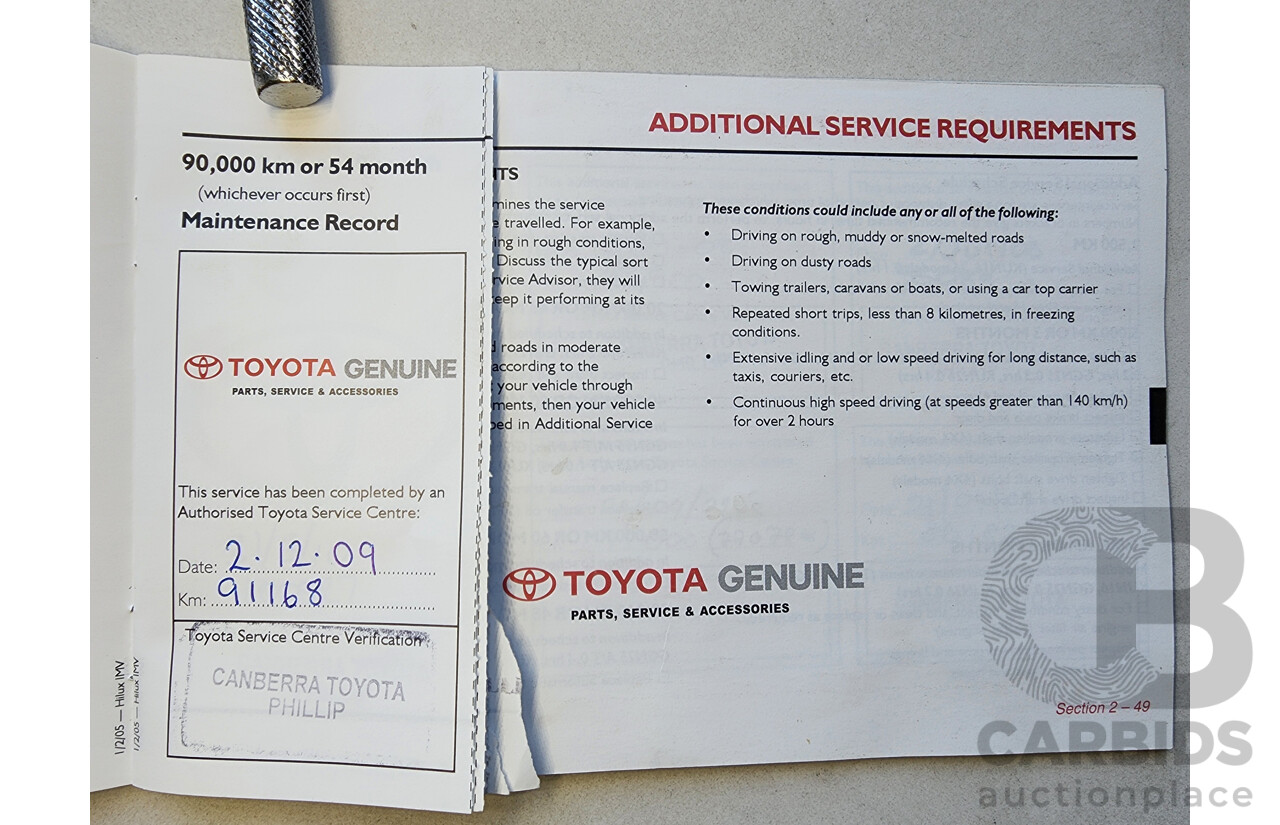 90,000 km or 54 month
(whichever occurs first)
Maintenance Record
TOYOTA GENUINE
PARTS, SERVICE & ACCESSORIES
This service has been completed by an
Authorised Toyota Service Centre:
Date: 2.12.09
Km: 91168
Toyota Service Centre Verification
CANBERRA TOYOTA
PHILLIP
1/2/05 — Hilux IMV
1/2/05 — Hilux IMV
ADDITIONAL SERVICE REQUIREMENTS
the service
travelled. For example,
in rough conditions,
Discuss the typical sort
Advisor, they will
it performing at its
roads in moderate
according to the
your vehicle through
then your vehicle
in Additional Service
These conditions could include any or all of the following:
• Driving on rough, muddy or snow-melted roads
• Driving on dusty roads
• Towing trailers, caravans or boats, or using a car top carrier
• Repeated short trips, less than 8 kilometres, in freezing
conditions.
• Extensive idling and or low speed driving for long distance, such as
taxis, couriers, etc.
• Continuous high speed driving (at speeds greater than 140 km/h)
for over 2 hours
TOYOTA GENUINE
PARTS, SERVICE & ACCESSORIES
Section 2 – 49
CB
CARBIDS
auctionplace